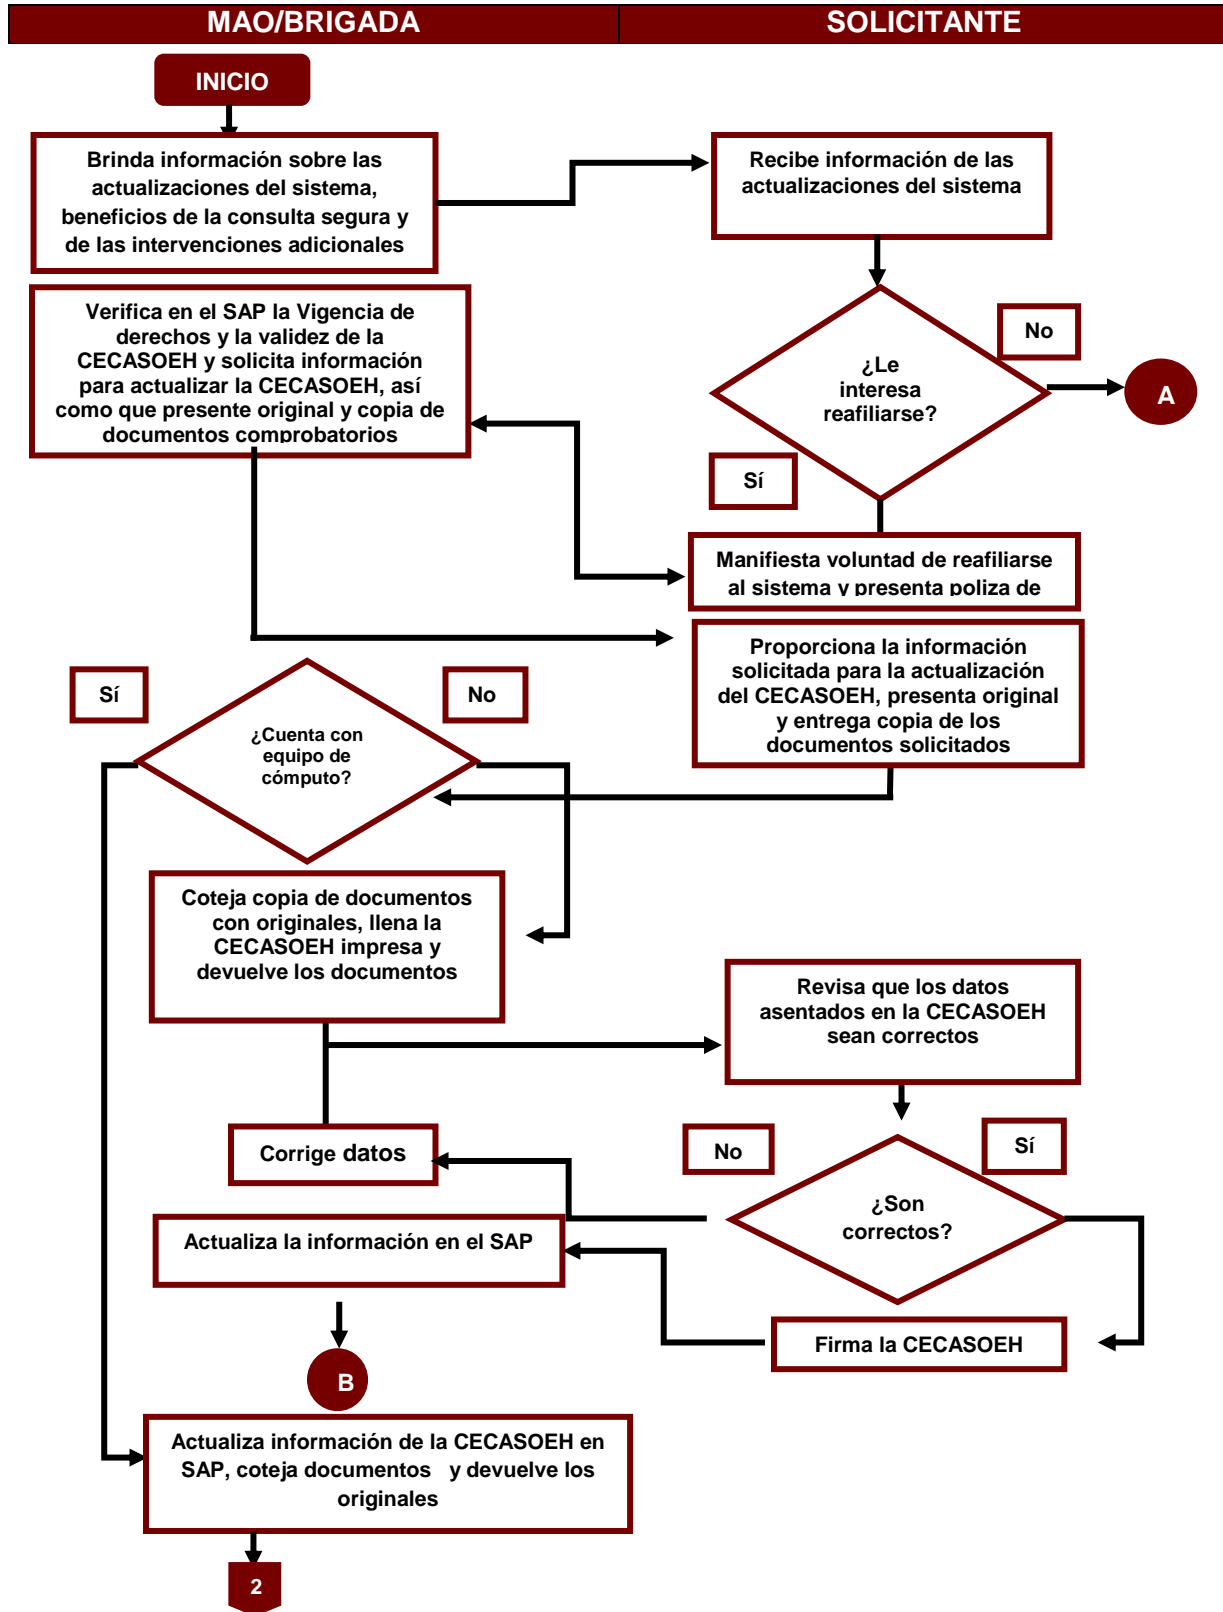 MAO/BRIGADA
SOLICITANTE
INICIO
Brinda información sobre las
actualizaciones del sistema,
beneficios de la consulta segura y
de las intervenciones adicionales
Recibe información de las
actualizaciones del sistema
Verifica en el SAP la Vigencia de
derechos y la validez de la
CECASOEH y solicita información
para actualizar la CECASOEH, así
como que presente original y copia de
documentos comprobatorios
No
¿Le
interesa
reafiliarse?
A
Sí
Manifiesta voluntad de reafiliarse
al sistema y presenta poliza de
Proporciona la información
solicitada para la actualización
del CECASOEH, presenta original
y entrega copia de los
documentos solicitados
Sí
No
¿Cuenta con
equipo de
cómputo?
Coteja copia de documentos
con originales, llena la
CECASOEH impresa y
devuelve los documentos
Revisa que los datos
asentados en la CECASOEH
sean correctos
Corrige datos
No
Sí
¿Son
correctos?
Actualiza la información en el SAP
Firma la CECASOEH
B
Actualiza información de la CECASOEH en
SAP, coteja documentos y devuelve los
originales
2